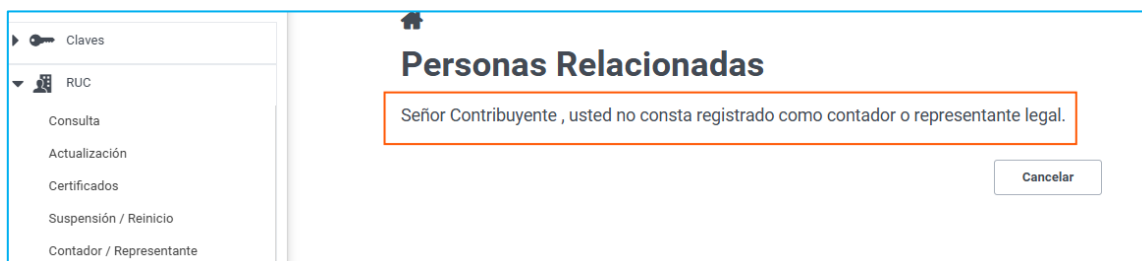 Claves
RUC
Consulta
Actualización
Certificados
Suspensión / Reinicio
Contador / Representante
Personas Relacionadas
Señor Contribuyente , usted no consta registrado como contador o representante legal.
Cancelar